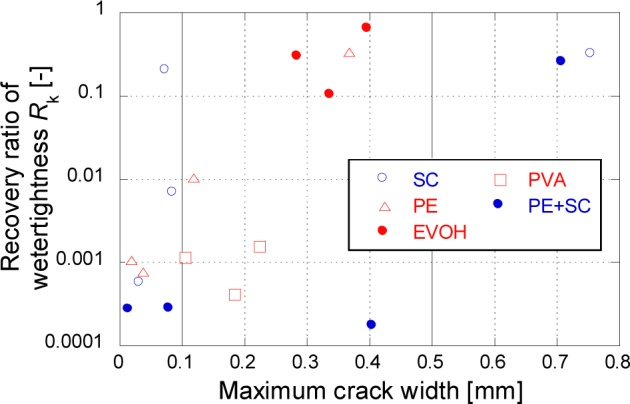 Recovery ratio of
wetertightness Rk [-]
1
0.1
0.01
0.001
0.0001
SC
PVA
PE
PE+SC
EVOH
0 0.1 0.2 0.3 0.4 0.5 0.6 0.7 0.8
Maximum crack width [mm]